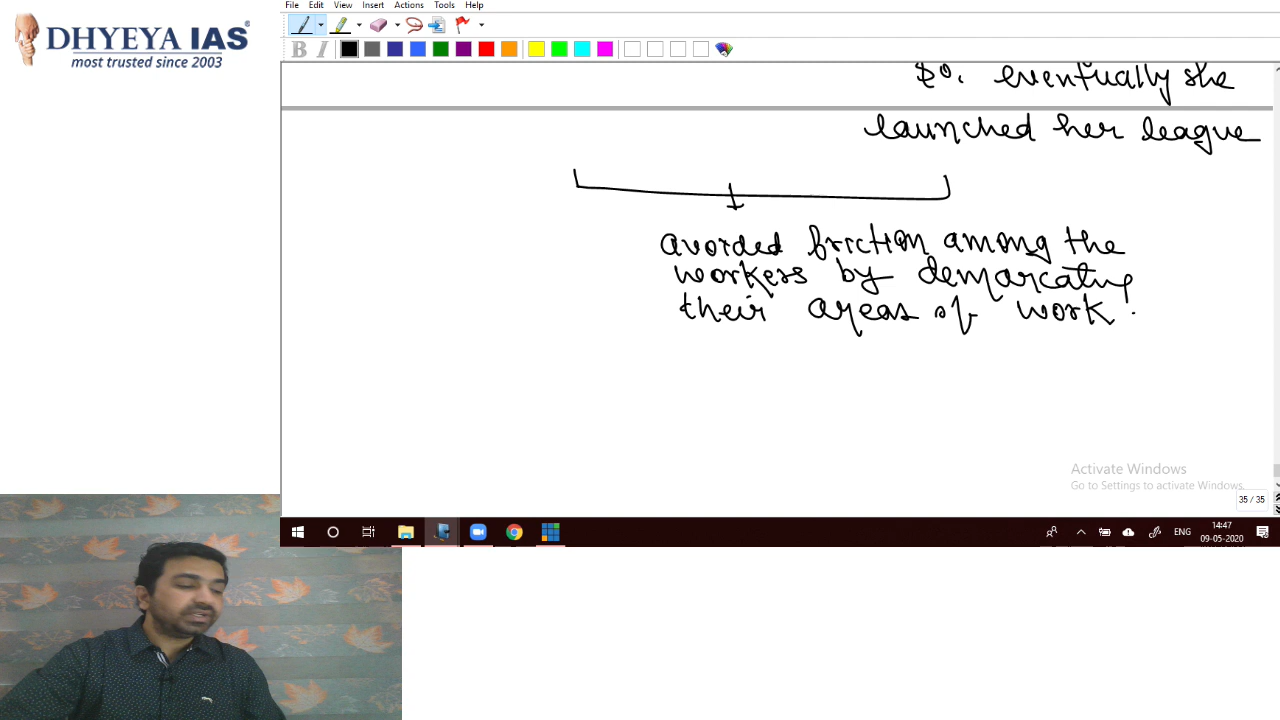 DHYEYA IAS®
most trusted since 2003
File Edit View Insert Actions Tools Help
B I
eventually she
launched her league
avoided friction among the
workers by demarcating
their areas of work.
Activate Windows
Go to Settings to activate Windows.
35 / 35
ENG
14:47
09-05-2020